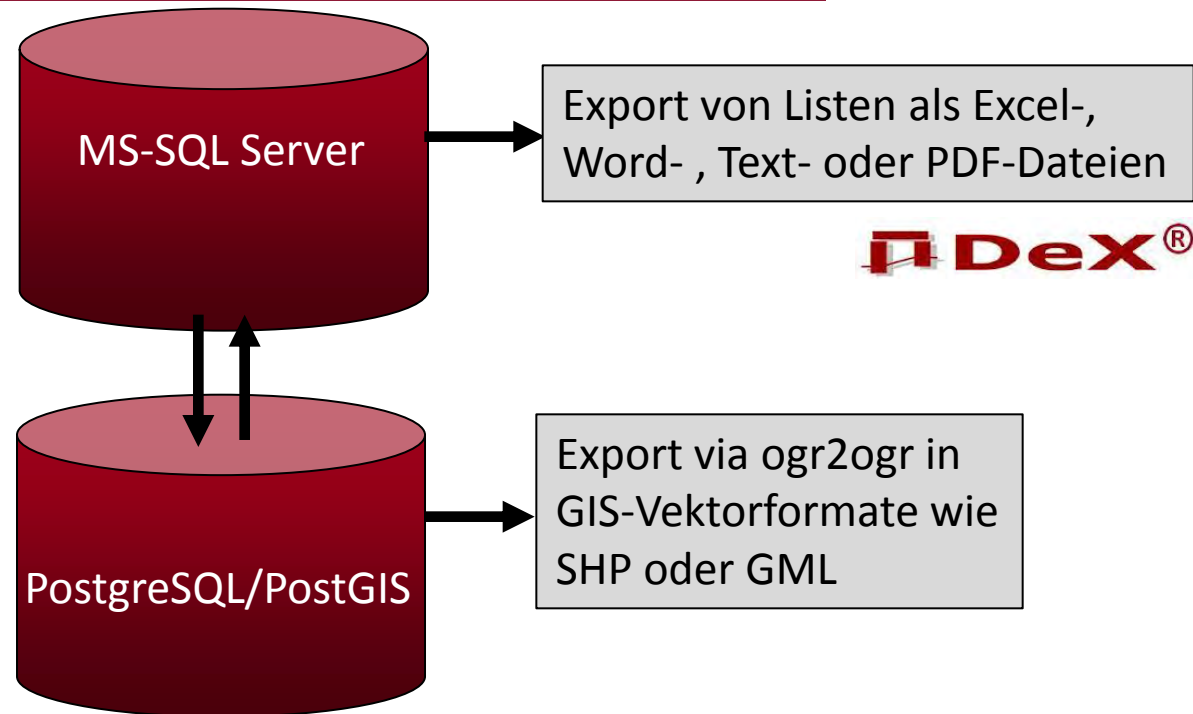 MS-SQL Server
Export von Listen als Excel-,
Word- , Text- oder PDF-Dateien
DeX®
PostgreSQL/PostGIS
Export via ogr2ogr in
GIS-Vektorformate wie
SHP oder GML